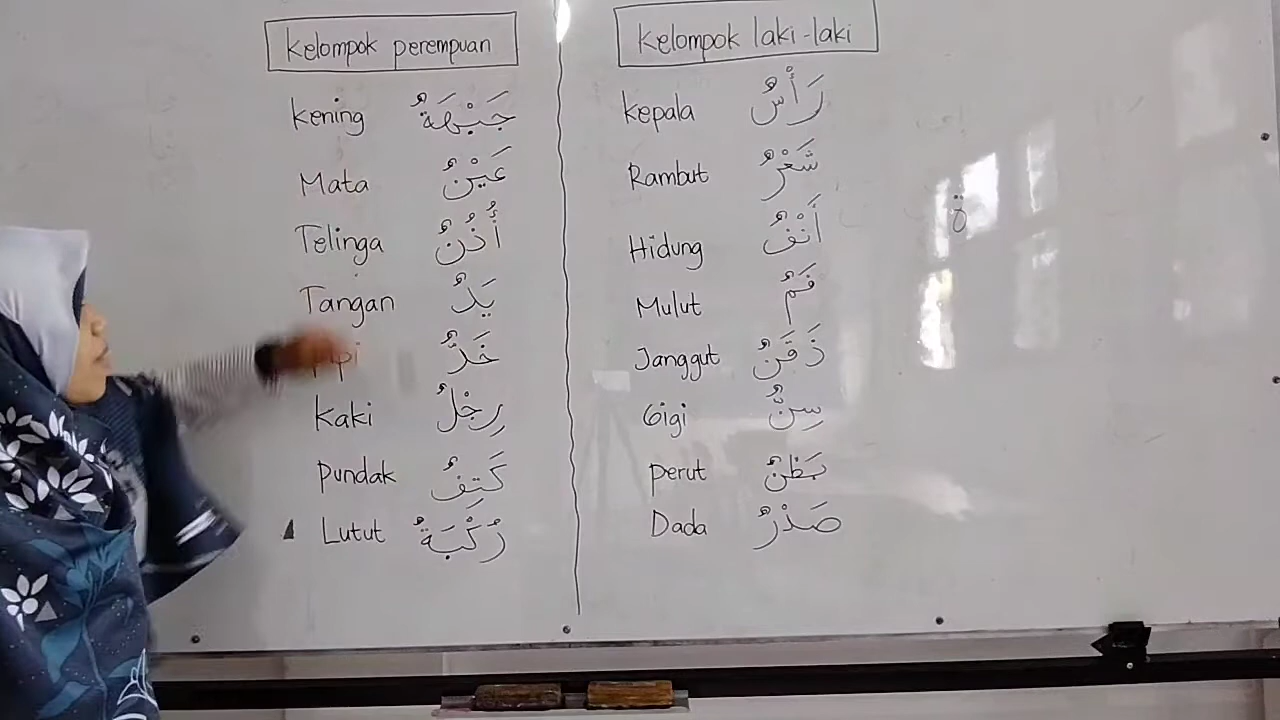 Kelompok perempuan
Kening جَبْهَةٌ
Mata عَيْنٌ
Telinga أُذُنٌ
Tangan يَدٌ
خَدٌّ
Kaki رِجْلٌ
pundak كَتِفٌ
Lutut رُكْبَةٌ
Kelompok laki-laki
Kepala رَأْسٌ
Rambut شَعْرٌ
Hidung أَنْفٌ
Mulut فَمٌ
Janggut ذَقَنٌ
Gigi سِنٌّ
perut بَطْنٌ
Dada صَدْرٌ
ة